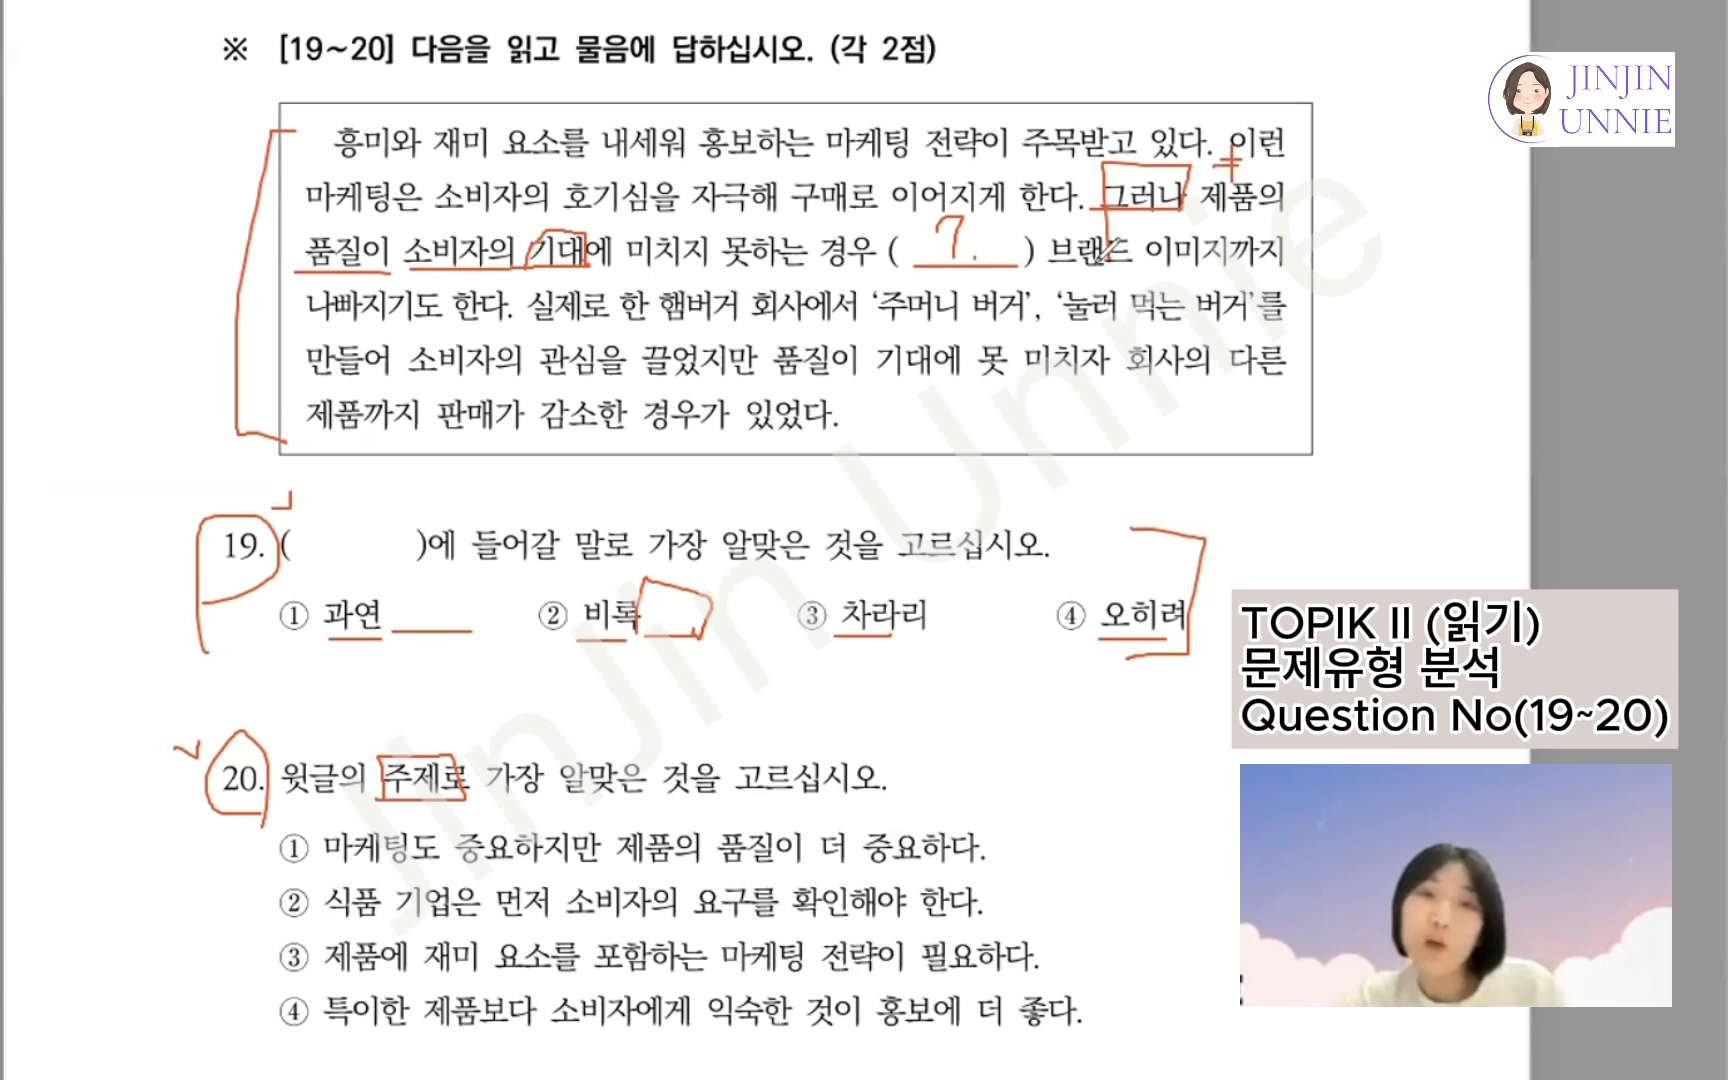 ※ [19~20] 다음을 읽고 물음에 답하십시오. (각 2점)
JINJIN
UNNIE
흥미와 재미 요소를 내세워 홍보하는 마케팅 전략이 주목받고 있다. 이런
마케팅은 소비자의 호기심을 자극해 구매로 이어지게 한다. 그러나 제품의
품질이 소비자의 기대에 미치지 못하는 경우 ( ? ) 브랜드 이미지까지
나빠지기도 한다. 실제로 한 햄버거 회사에서 ‘주머니 버거’, ‘눌러 먹는 버거’를
만들어 소비자의 관심을 끌었지만 품질이 기대에 못 미치자 회사의 다른
제품까지 판매가 감소한 경우가 있었다.
19. ( )에 들어갈 말로 가장 알맞은 것을 고르십시오.
① 과연 ② 비록 ③ 차라리 ④ 오히려
20. 윗글의 주제로 가장 알맞은 것을 고르십시오.
① 마케팅도 중요하지만 제품의 품질이 더 중요하다.
② 식품 기업은 먼저 소비자의 요구를 확인해야 한다.
③ 제품에 재미 요소를 포함하는 마케팅 전략이 필요하다.
④ 특이한 제품보다 소비자에게 익숙한 것이 홍보에 더 좋다.
TOPIK II (읽기)
문제유형 분석
Question No(19~20)
JinJin Unnie